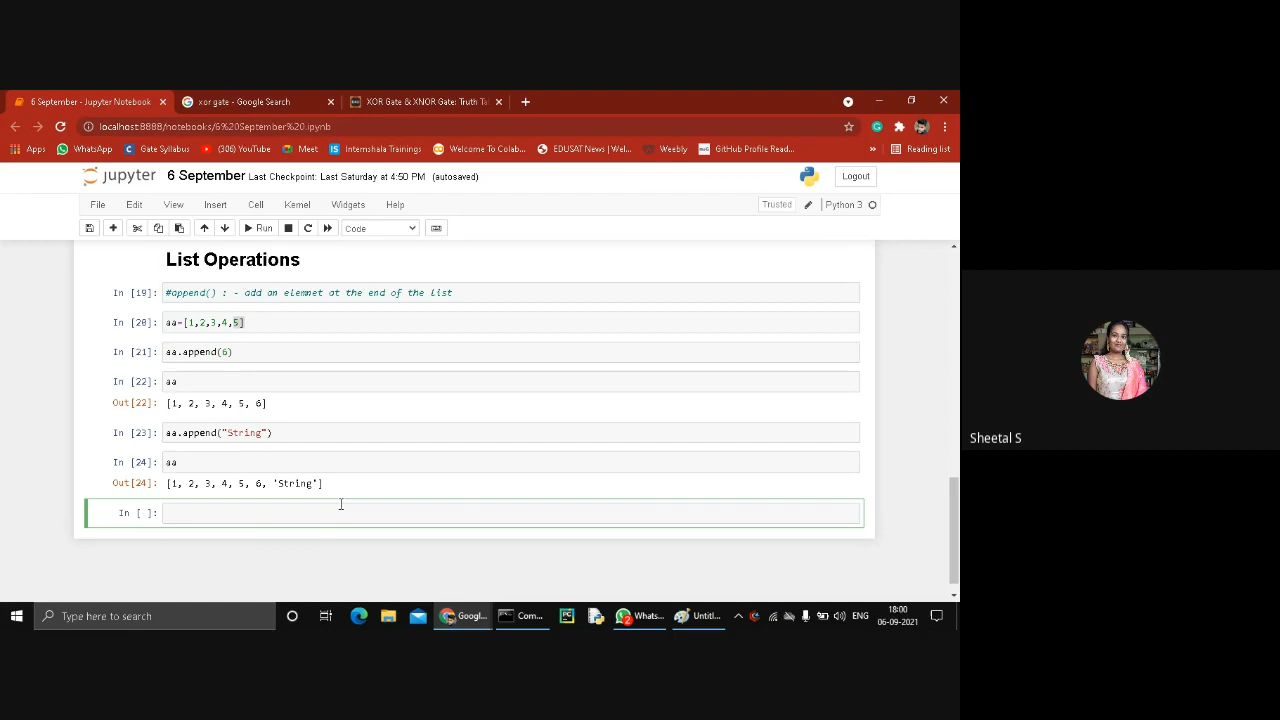 6 September - Jupyter Notebook
xor gate - Google Search
XOR Gate & XNOR Gate: Truth Ta
localhost:8888/notebooks/6%20September%20.ipynb
Apps WhatsApp Gate Syllabus (306) YouTube Meet Internshala Trainings Welcome To Colab... EDUSAT News | Wel... Weebly GitHub Profile Read... » Reading list
jupyter 6 September Last Checkpoint: Last Saturday at 4:50 PM (autosaved) Logout
File Edit View Insert Cell Kernel Widgets Help Trusted Python 3
Run Code
List Operations
In [19]: #append() : - add an elemnet at the end of the list
In [20]: aa=[1,2,3,4,5]
In [21]: aa.append(6)
In [22]: aa
Out[22]: [1, 2, 3, 4, 5, 6]
In [23]: aa.append("String")
In [24]: aa
Out[24]: [1, 2, 3, 4, 5, 6, 'String']
In [ ]:
Sheetal S
Type here to search Googl... Com... Whats... Untitl... ENG 18:00
06-09-2021